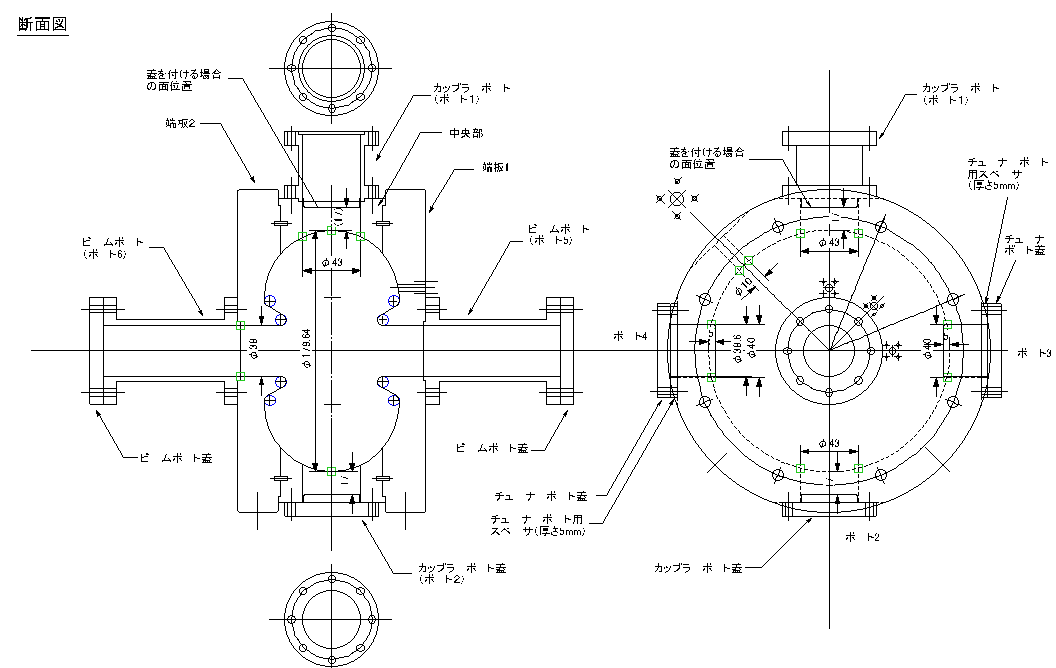 断面図
蓋を付ける場合
の面位置
カップラ ポ ト
(ポ ト1)
端板2
中央部
端板1
ビ ムポ ト
(ポ ト6)
ビ ムポ ト
(ポ ト5)
φ43
φ38
ビ ムポ ト蓋
ビ ムポ ト蓋
カップラ ポ ト蓋
(ポ ト2)
カップラ ポ ト
(ポ ト1)
蓋を付ける場合
の面位置
チュ ナ ポ ト
用スペ サ
(厚さ5mm)
チュ ナ
ポ ト蓋
φ43
φ10
ポ ト4
φ38.6
φ40
5
φ40
5
ポ ト3
φ43
チュ ナ ポ ト蓋
チュ ナ ポ ト用
スペ サ(厚さ5mm)
ポ ト2
カップラ ポ ト蓋